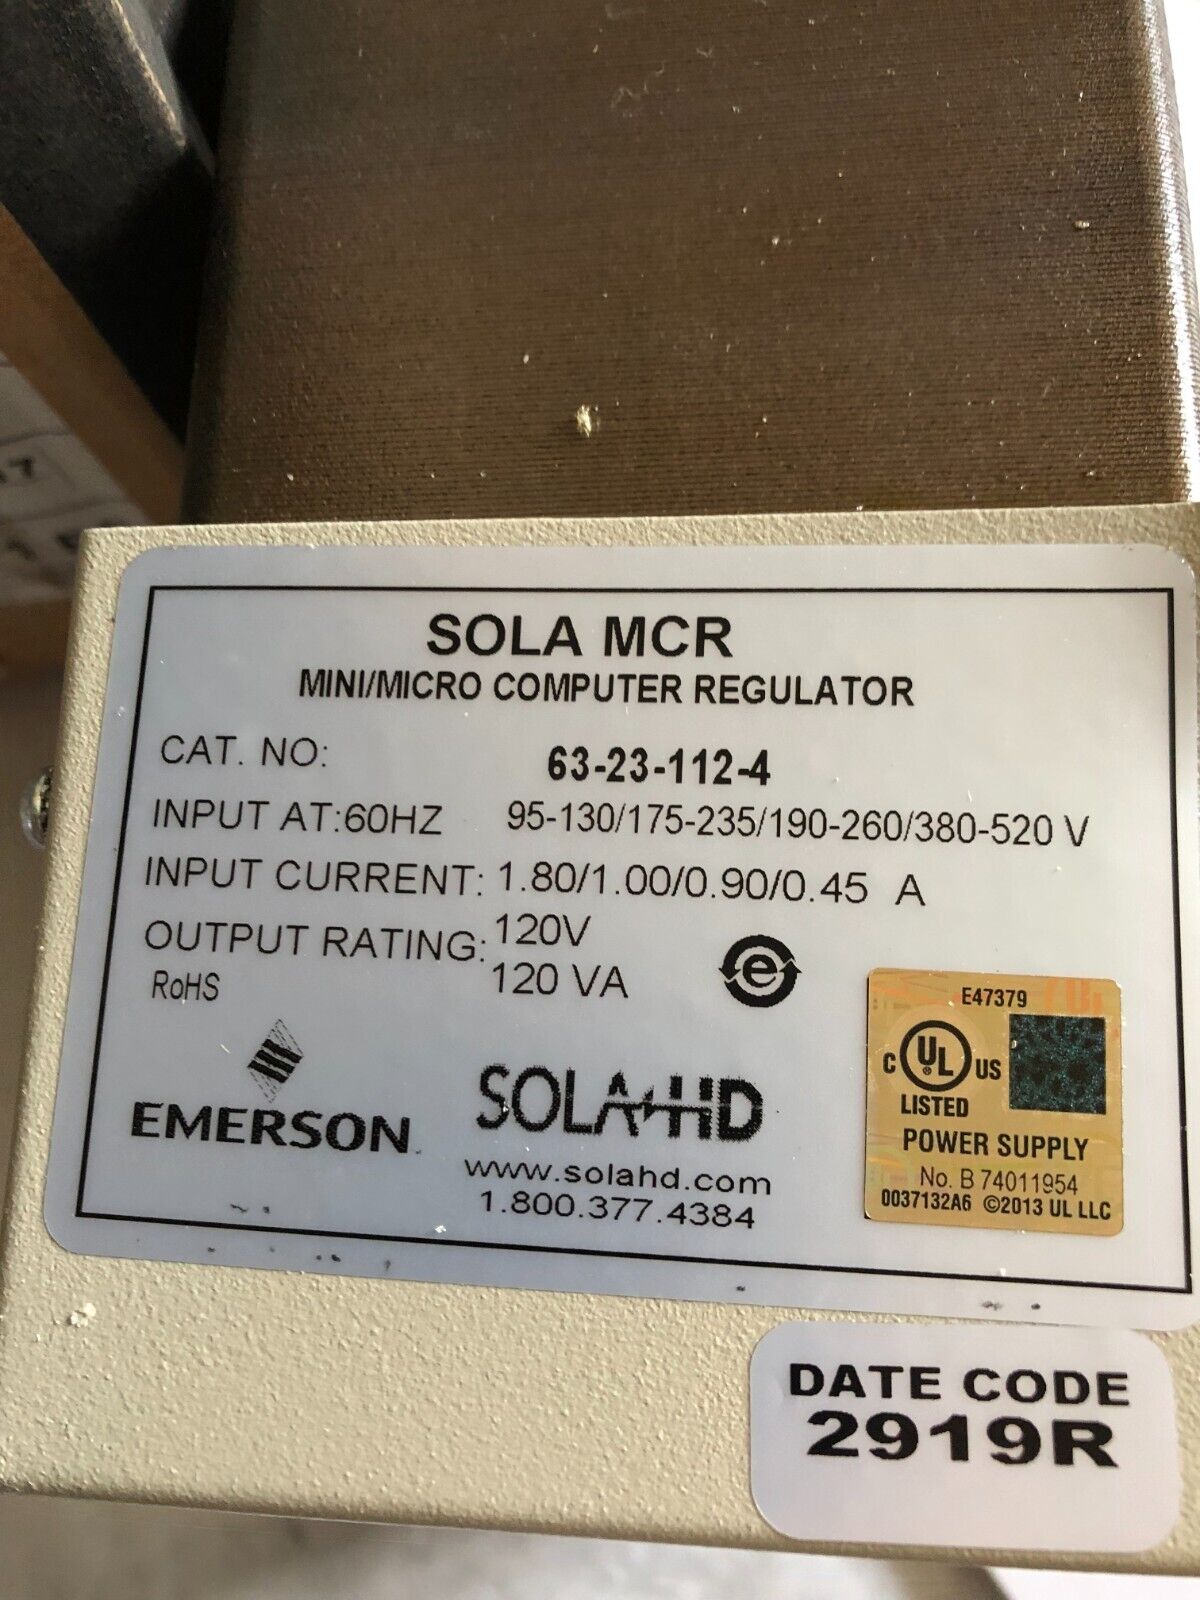 SOLA MCR
MINI/MICRO COMPUTER REGULATOR
CAT. NO: 63-23-112-4
INPUT AT:60HZ 95-130/175-235/190-260/380-520 V
INPUT CURRENT: 1.80/1.00/0.90/0.45 A
OUTPUT RATING: 120V
120 VA
RoHS
e
EMERSON
SOLA HD
www.solahd.com
1.800.377.4384
E47379
C UL® US
LISTED
POWER SUPPLY
No. B 74011954
0037132A6 ©2013 UL LLC
DATE CODE
2919R